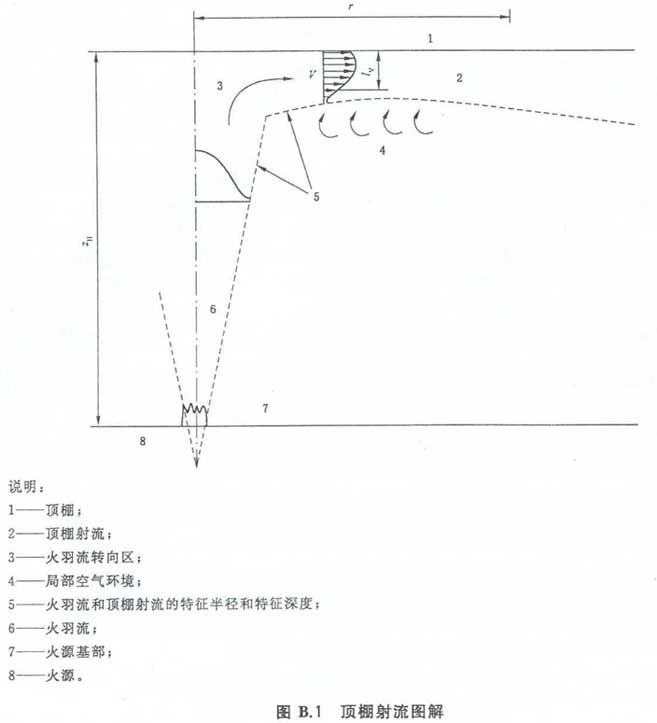 r
1
V
l_V
2
3
4
5
z_H
6
7
8
说明：
1——顶棚；
2——顶棚射流；
3——火羽流转向区；
4——局部空气环境；
5——火羽流和顶棚射流的特征半径和特征深度；
6——火羽流；
7——火源基部；
8——火源。
图 B.1 顶棚射流图解